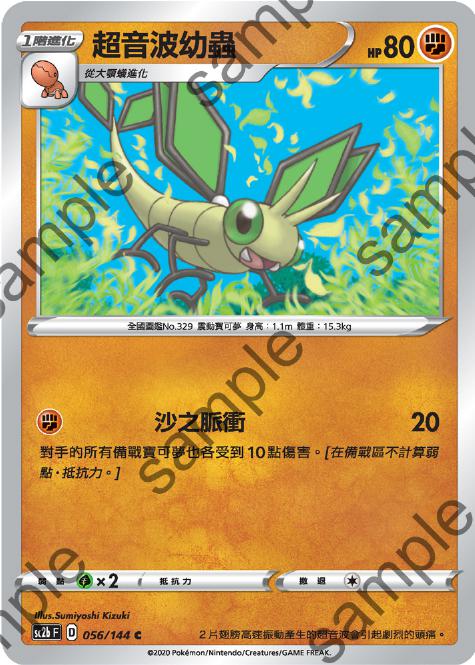 1階進化
超音波幼蟲
HP 80
從大顎蟻進化
全國圖鑑No.329 震動寶可夢 身高：1.1m 體重：15.3kg
沙之脈衝 20
對手的所有備戰寶可夢也各受到10點傷害。[在備戰區不計算弱
點・抵抗力。]
弱點 ×2 抵抗力 撤退
Illus.Sumiyoshi Kizuki
sc2b F D 056/144 C
2片翅膀高速振動產生的超音波會引起劇烈的頭痛。
©2020 Pokémon/Nintendo/Creatures/GAME FREAK.
sample
sample
sample
sample
sample
sample
sample
sample